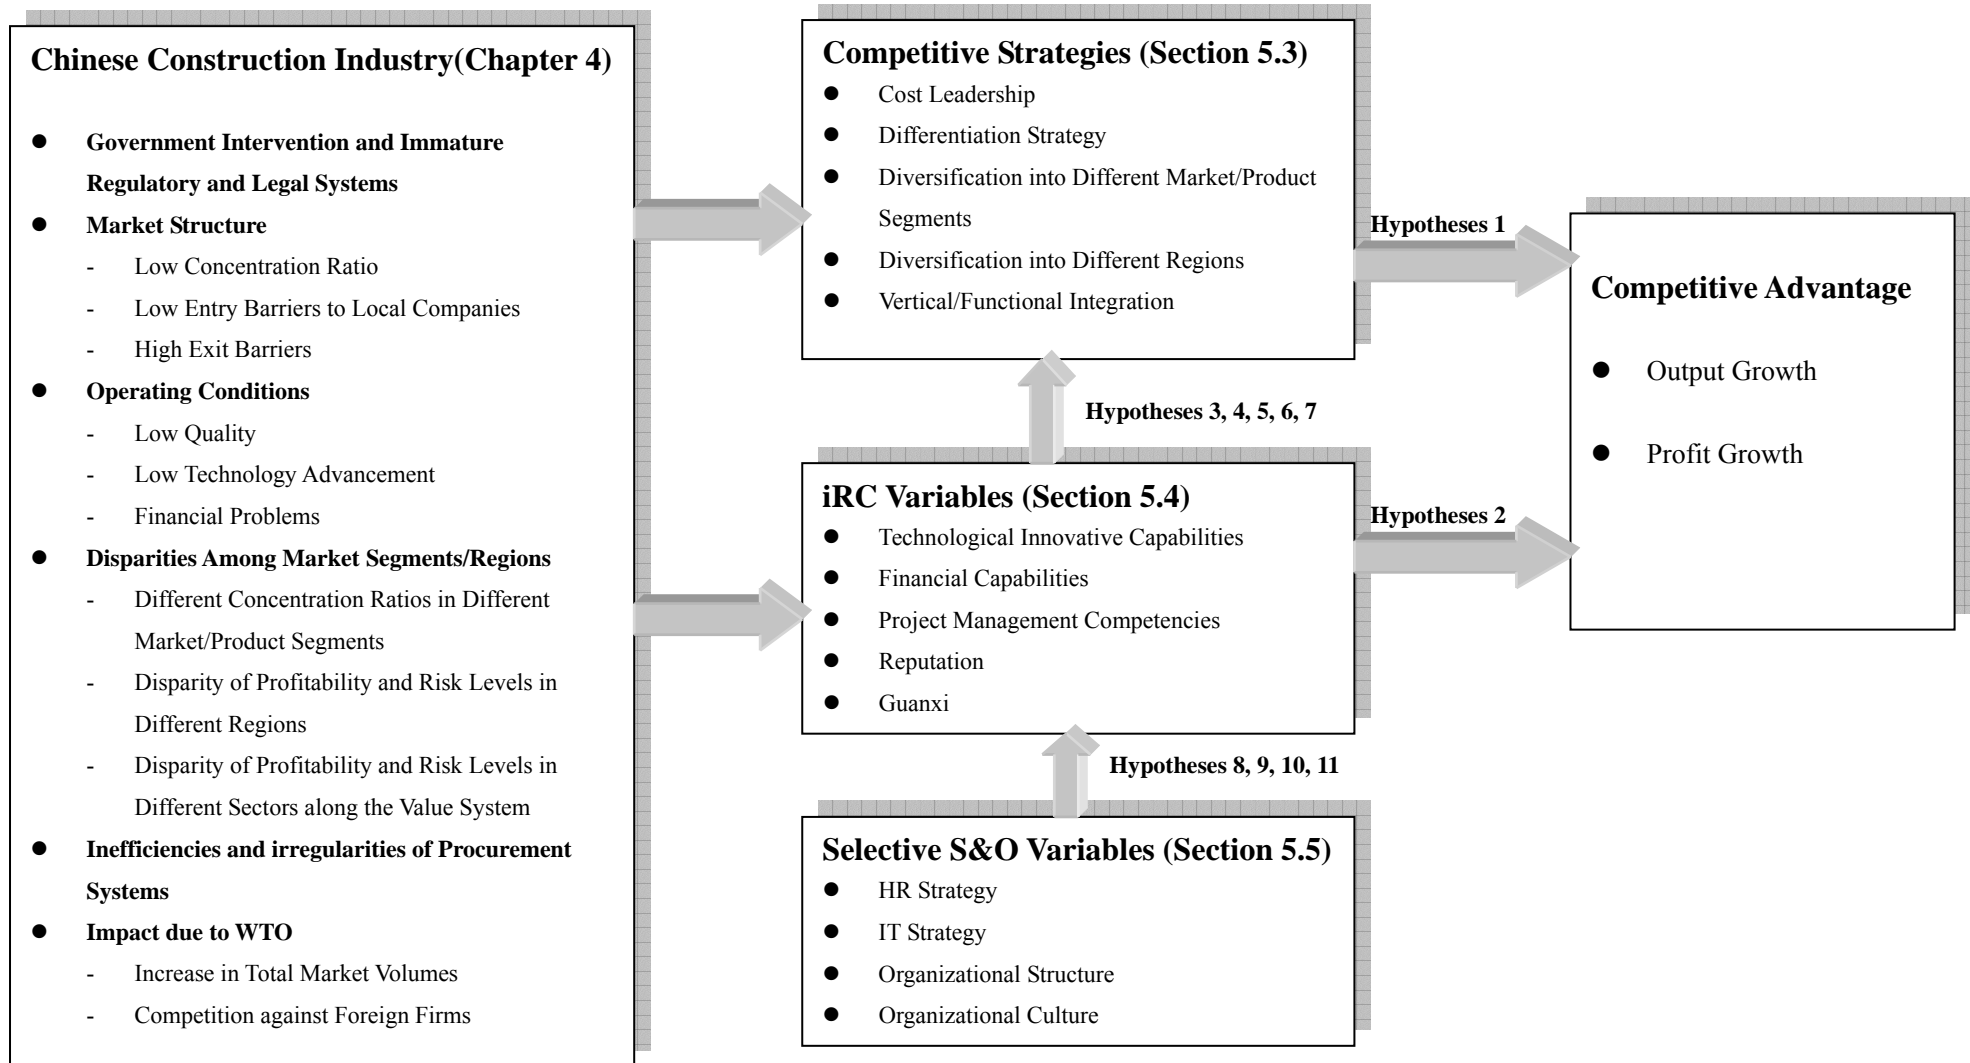 Chinese Construction Industry(Chapter 4)
● Government Intervention and Immature
Regulatory and Legal Systems
● Market Structure
- Low Concentration Ratio
- Low Entry Barriers to Local Companies
- High Exit Barriers
● Operating Conditions
- Low Quality
- Low Technology Advancement
- Financial Problems
● Disparities Among Market Segments/Regions
- Different Concentration Ratios in Different
Market/Product Segments
- Disparity of Profitability and Risk Levels in
Different Regions
- Disparity of Profitability and Risk Levels in
Different Sectors along the Value System
● Inefficiencies and irregularities of Procurement
Systems
● Impact due to WTO
- Increase in Total Market Volumes
- Competition against Foreign Firms
Competitive Strategies (Section 5.3)
● Cost Leadership
● Differentiation Strategy
● Diversification into Different Market/Product
Segments
● Diversification into Different Regions
● Vertical/Functional Integration
Hypotheses 3, 4, 5, 6, 7
iRC Variables (Section 5.4)
● Technological Innovative Capabilities
● Financial Capabilities
● Project Management Competencies
● Reputation
● Guanxi
Hypotheses 8, 9, 10, 11
Selective S&O Variables (Section 5.5)
● HR Strategy
● IT Strategy
● Organizational Structure
● Organizational Culture
Hypotheses 1
Hypotheses 2
Competitive Advantage
● Output Growth
● Profit Growth